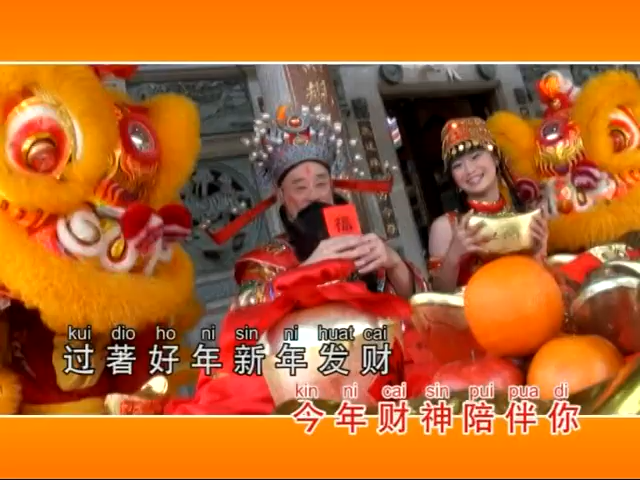 kui dio ho ni sin ni huat cai
过著好年新年发财
kin ni cai sin pui pua di
今年财神陪伴你